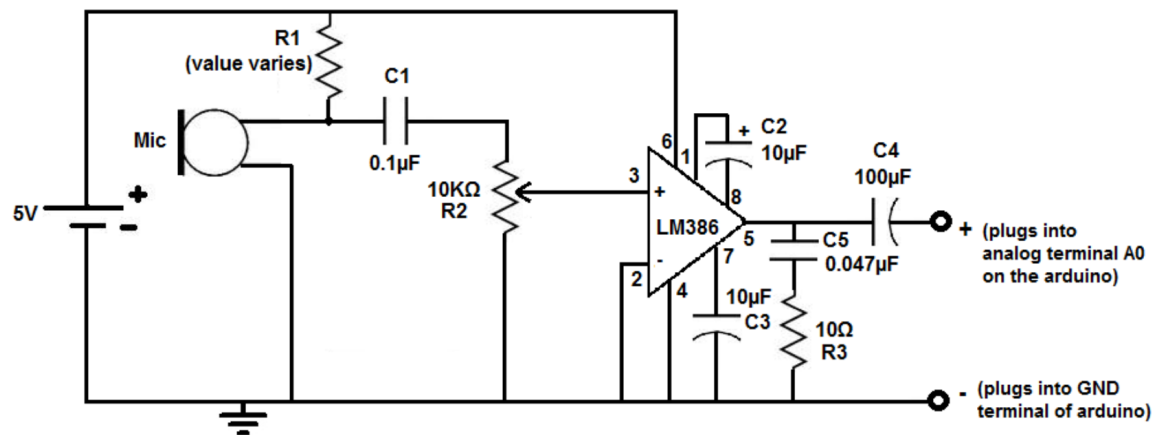 R1
(value varies)
C1
0.1µF
Mic
+
-
5V
10KΩ
R2
6
1
+
C2
10µF
3
+
8
LM386
5
-
2
7
4
10µF
C3
C5
0.047µF
10Ω
R3
C4
100µF
+ (plugs into
analog terminal A0
on the arduino)
- (plugs into GND
terminal of arduino)